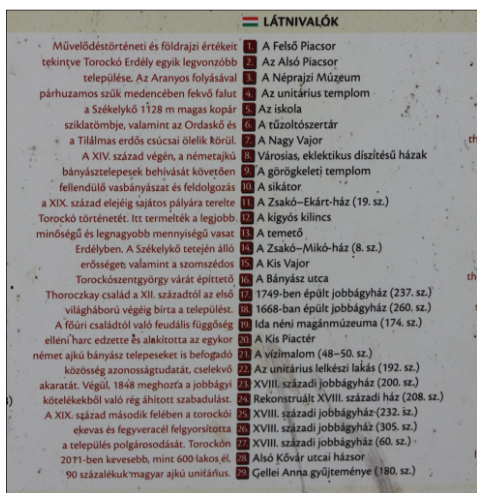 LÁTNIVALÓK
Művelődéstörténeti és földrajzi értékeit
tekintve Torockó Erdély egyik legvonzóbb
települése. Az Aranyos folyásával
párhuzamos szűk medencében fekvő falut
a Székelykő 1128 m magas kopár
sziklatömbje, valamint az Ordaskő és
a Tilálmas erdős csúcsai ölelik körül.
A XIV. század végén, a németajkú
bányásztelepesek behívását követően
fellendülő vasbányászat és feldolgozás
a XIX. század elejéig sajátos pályára terelte
Torockó történetét. Itt termelték a legjobb
minőségű és legnagyobb mennyiségű vasat
Erdélyben. A Székelykő tetején álló
erősséget, valamint a szomszédos
Torockószentgyörgy várát építtető
Thoroczkay család a XII. századtól az első
világháború végéig bírta a települést.
A főúri családtól való feudális függőség
elleni harc edzette és alakította az egykor
német ajkú bányász telepeseket is befogadó
közösség azonosságtudatát, cselekvő
akaratát. Végül, 1848 meghozta a jobbágyi
kötelékekből való rég áhított szabadulást.
A XIX. század második felében a torockói
ekevas és fegyveracél felgyorsította
a település polgárosodását. Torockón
2011-ben kevesebb, mint 600 lakos él,
90 százalékuk magyar ajkú unitárius.
1. A Felső Piacsor
2. Az Alsó Piacsor
3. A Néprajzi Múzeum
4. Az unitárius templom
5. Az iskola
6. A tűzoltószertár
7. A Nagy Vajor
8. Városias, eklektikus díszítésű házak
9. A görögkeleti templom
10. A sikátor
11. A Zsakó–Ekárt-ház (19. sz.)
12. A kígyós kilincs
13. A temető
14. A Zsakó–Mikó-ház (8. sz.)
15. A Kis Vajor
16. A Bányász utca
17. 1749-ben épült jobbágyház (237. sz.)
18. 1668-ban épült jobbágyház (260. sz.)
19. Ida néni magánmúzeuma (174. sz.)
20. A Kis Piactér
21. A vízimalom (48–50. sz.)
22. Az unitárius lelkészi lakás (192. sz.)
23. XVIII. századi jobbágyház (200. sz.)
24. Rekonstruált XVIII. századi ház (208. sz.)
25. XVIII. századi jobbágyház (232. sz.)
26. XVIII. századi jobbágyház (305. sz.)
27. XVIII. századi jobbágyház (60. sz.)
28. Alsó Kővár utcai házsor
29. Gellei Anna gyűjteménye (180. sz.)